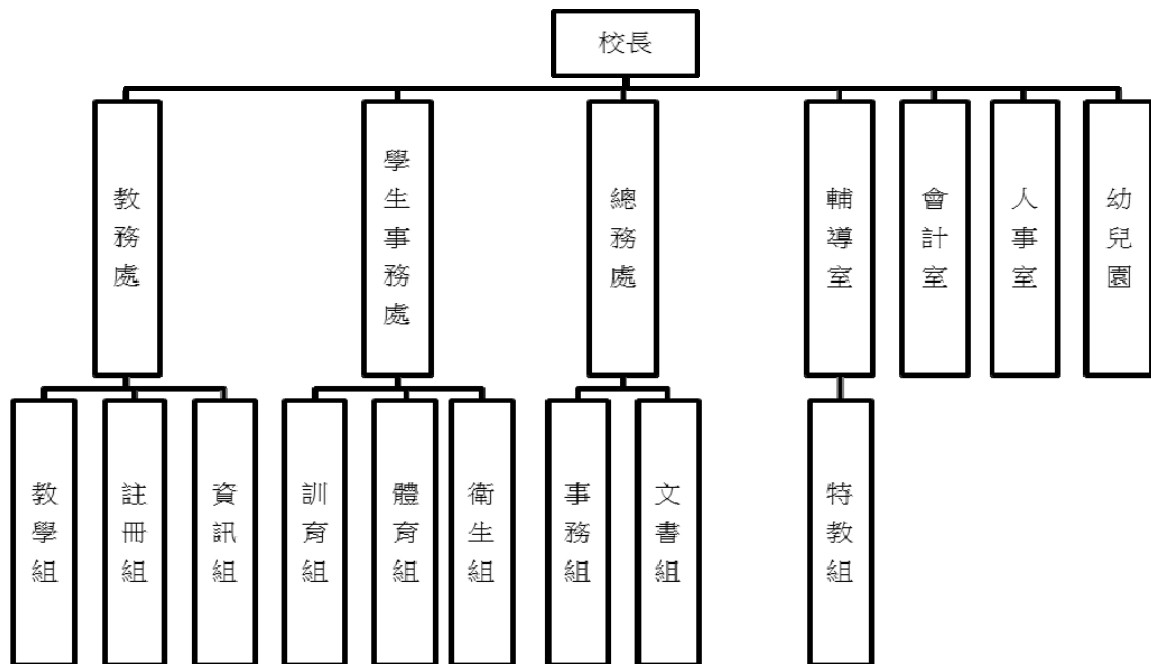 校長
教務處
學生事務處
總務處
輔導室
會計室
人事室
幼兒園
教學組
註冊組
資訊組
訓育組
體育組
衛生組
事務組
文書組
特教組